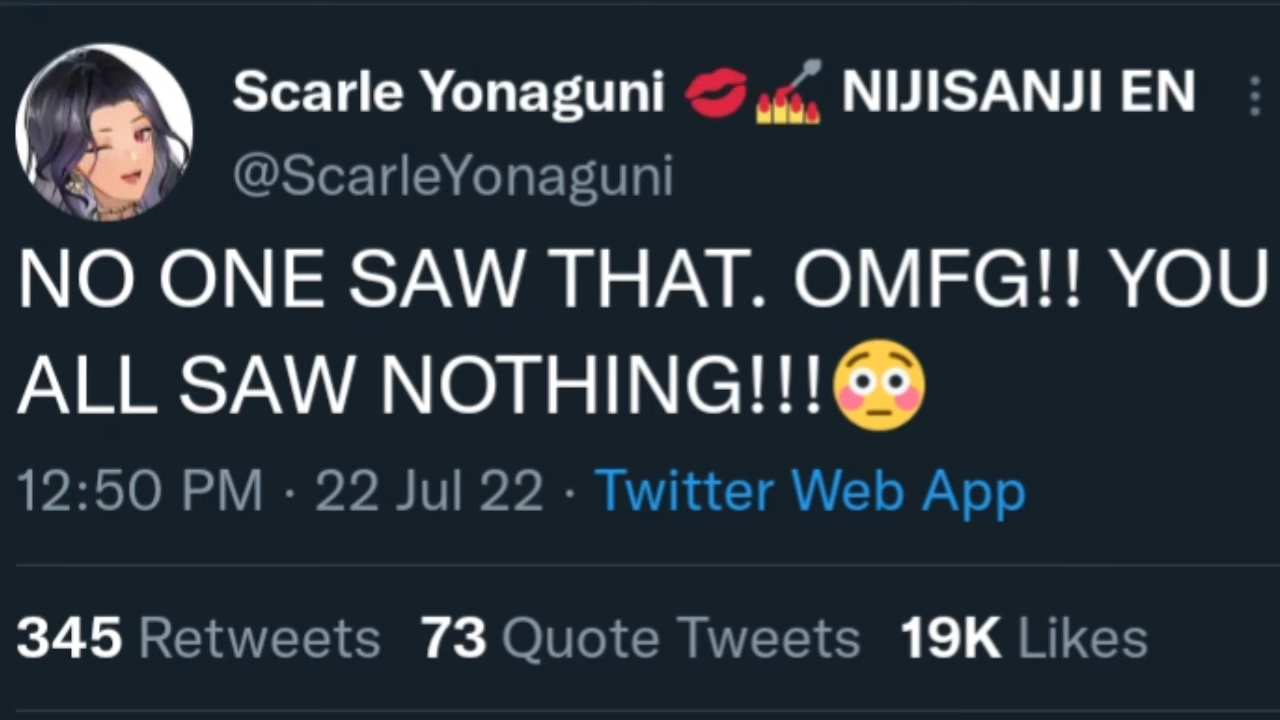 Scarle Yonaguni 💋💅 NIJISANJI EN
@ScarleYonaguni
NO ONE SAW THAT. OMFG!! YOU
ALL SAW NOTHING!!!😳
12:50 PM · 22 Jul 22 · Twitter Web App
345 Retweets 73 Quote Tweets 19K Likes